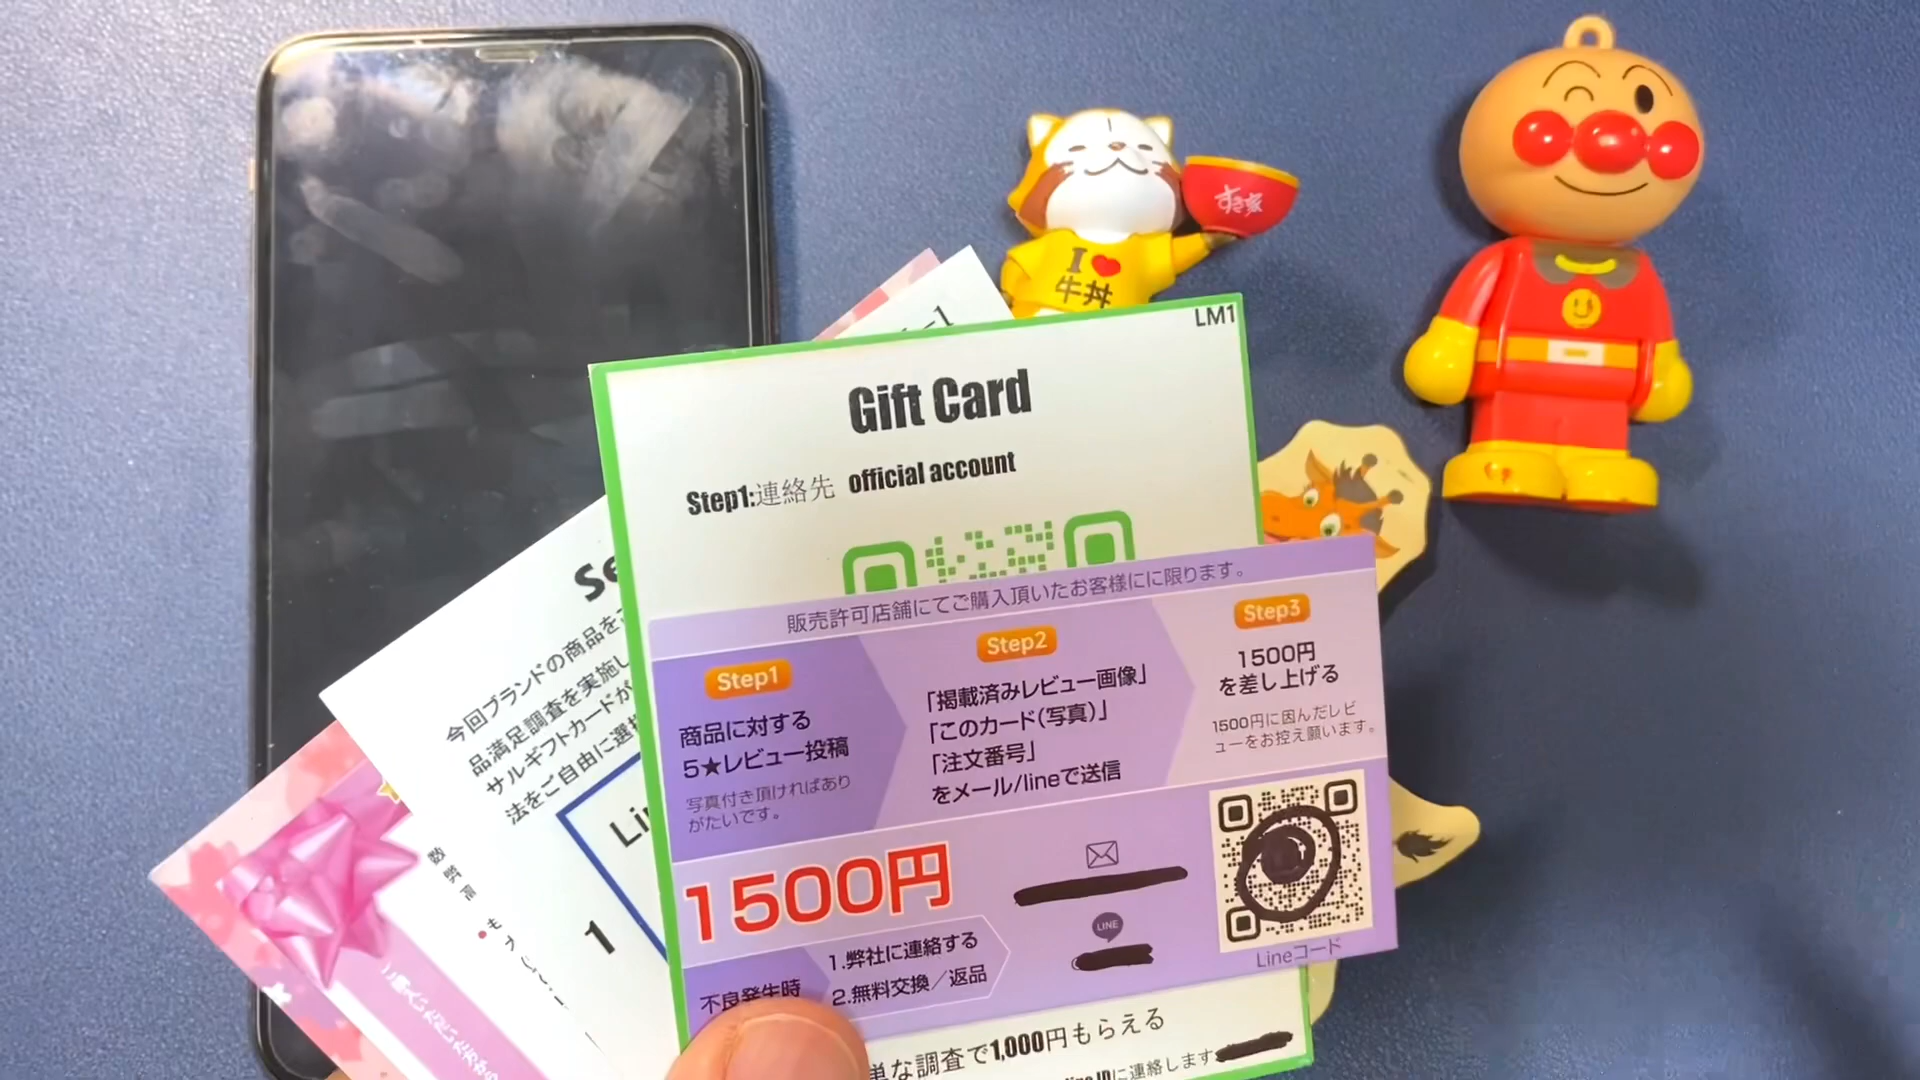 すき家
I ❤ 牛丼
LM1
Gift Card
Step1:連絡先 official account
販売許可店舗にてご購入頂いたお客様にに限ります。
Step1
商品に対する
5★レビュー投稿
写真付き頂ければあり
がたいです。
Step2
「掲載済みレビュー画像」
「このカード(写真)」
「注文番号」
をメール/lineで送信
Step3
1500円
を差し上げる
1500円に因んだレビ
ューをお控え願います。
1500円
LINE
Lineコード
不良発生時
1.弊社に連絡する
2.無料交換／返品
単な調査で1,000円もらえる
line IDに連絡します
Se
今回ブランドの商品を
品満足調査を実施し
サルギフトカードが
法をご自由に選
Li
1